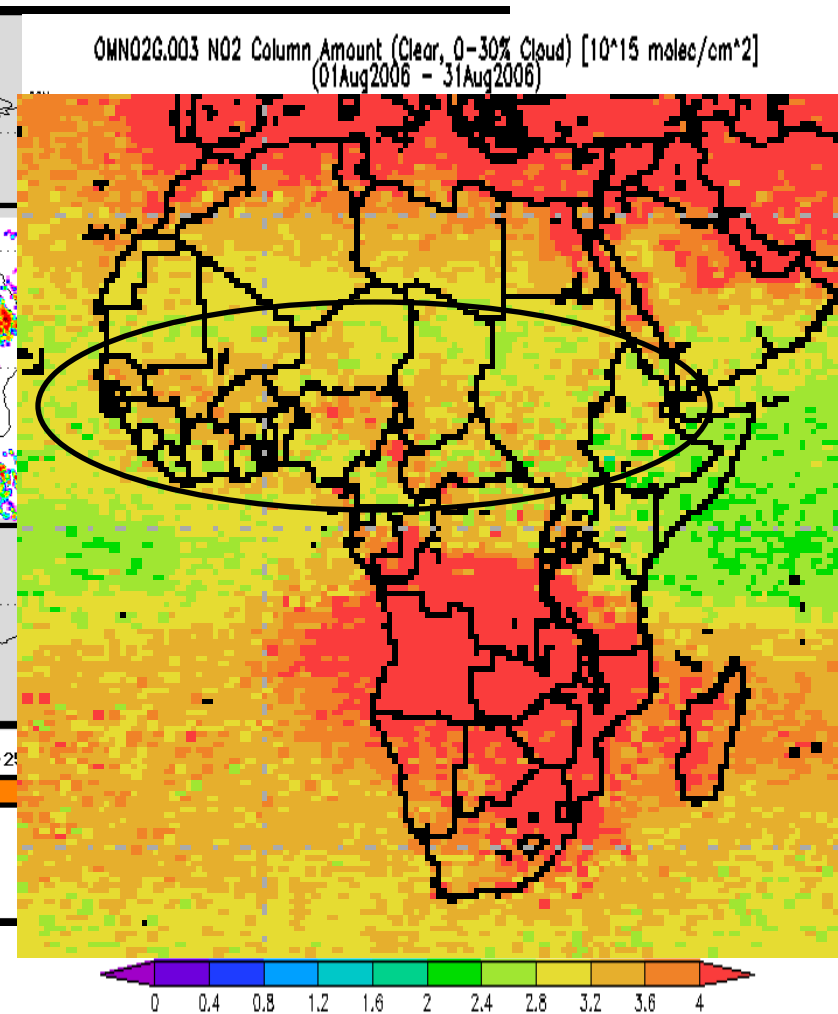 OMNO2G.003 NO2 Column Amount (Clear, 0-30% Cloud) [10^15 molec/cm^2]
(01Aug2006 - 31Aug2006)
25
0 0.4 0.8 1.2 1.6 2 2.4 2.8 3.2 3.6 4